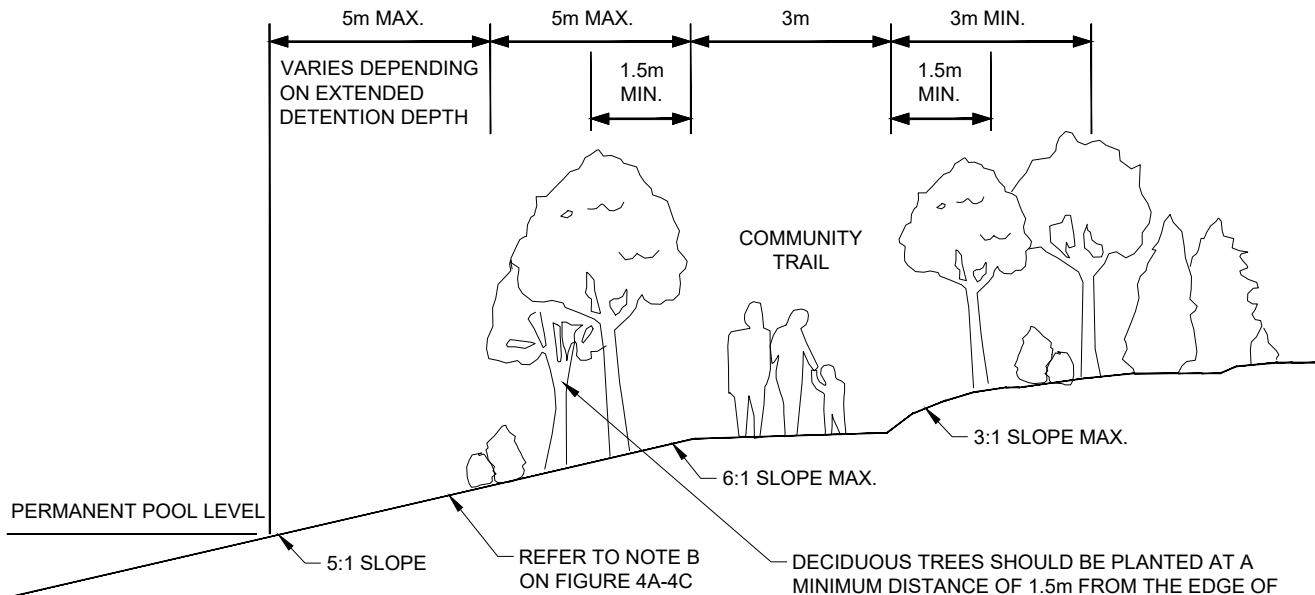 5m MAX.
5m MAX.
3m
3m MIN.
VARIES DEPENDING
ON EXTENDED
DETENTION DEPTH
1.5m
MIN.
1.5m
MIN.
COMMUNITY
TRAIL
3:1 SLOPE MAX.
6:1 SLOPE MAX.
PERMANENT POOL LEVEL
5:1 SLOPE
REFER TO NOTE B
ON FIGURE 4A-4C
DECIDUOUS TREES SHOULD BE PLANTED AT A
MINIMUM DISTANCE OF 1.5m FROM THE EDGE OF